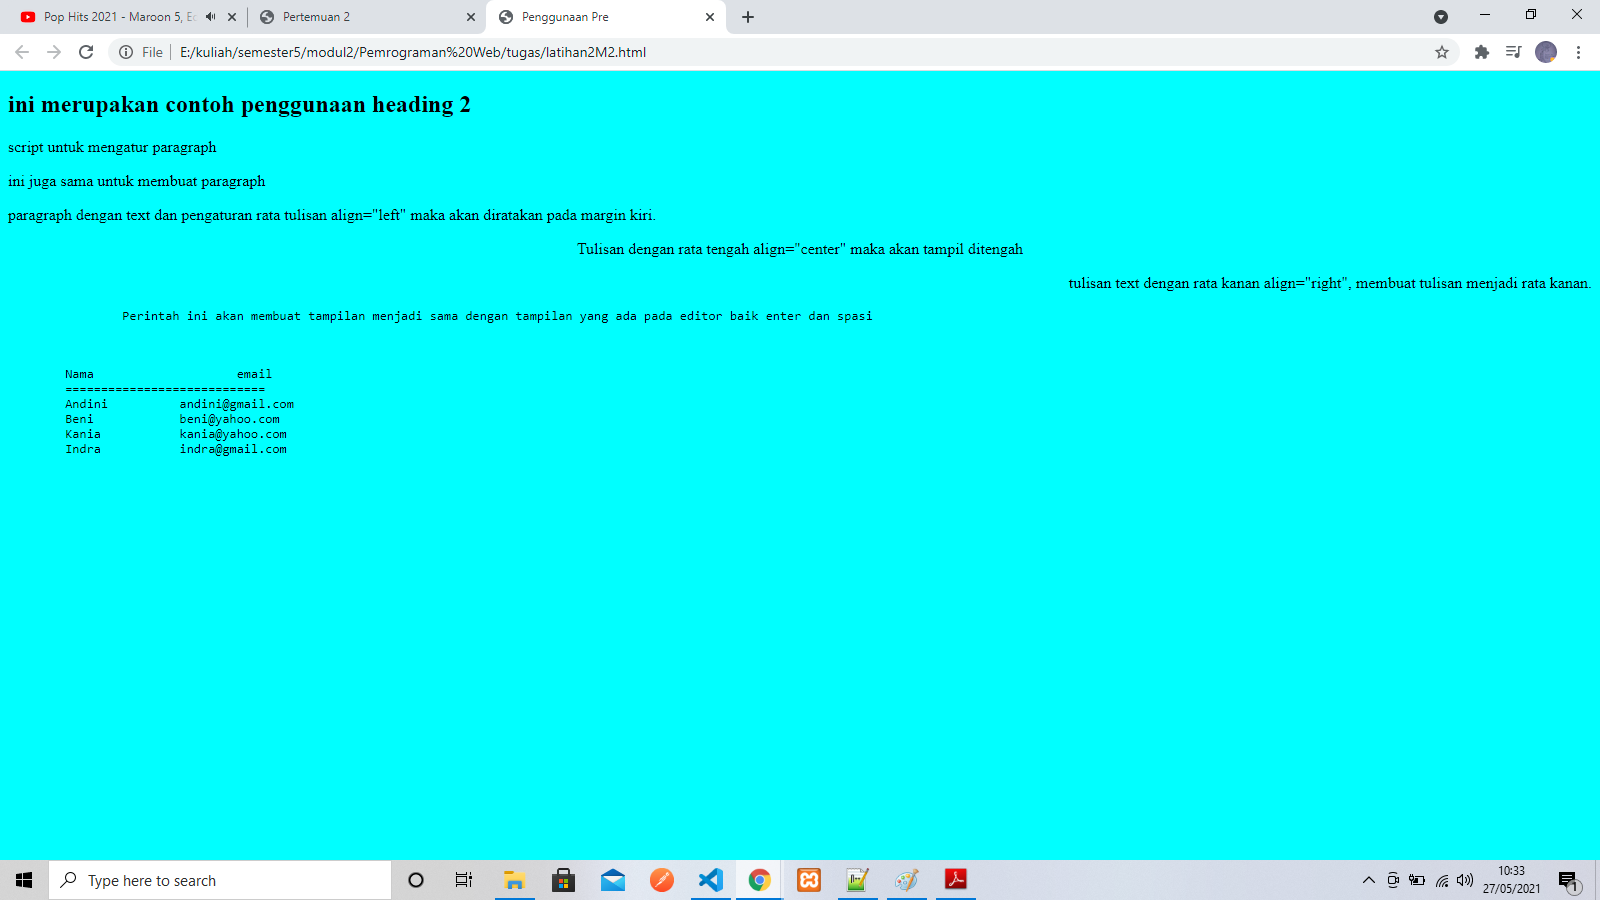 Pop Hits 2021 - Maroon 5, Ec
Pertemuan 2
Penggunaan Pre
File
E:/kuliah/semester5/modul2/Pemrograman%20Web/tugas/latihan2M2.html
ini merupakan contoh penggunaan heading 2
script untuk mengatur paragraph
ini juga sama untuk membuat paragraph
paragraph dengan text dan pengaturan rata tulisan align="left" maka akan diratakan pada margin kiri.
Tulisan dengan rata tengah align="center" maka akan tampil ditengah
tulisan text dengan rata kanan align="right", membuat tulisan menjadi rata kanan.
Perintah ini akan membuat tampilan menjadi sama dengan tampilan yang ada pada editor baik enter dan spasi
Nama email
============================
Andini andini@gmail.com
Beni beni@yahoo.com
Kania kania@yahoo.com
Indra indra@gmail.com
Type here to search
10:33
27/05/2021
1